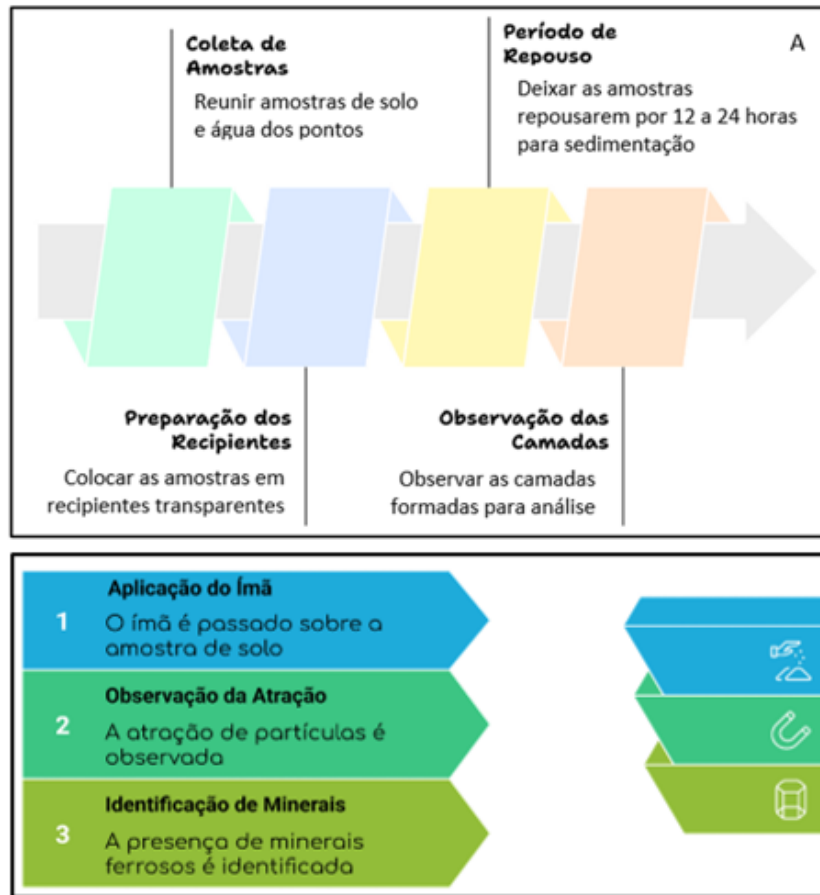 Coleta de
Amostras
Reunir amostras de solo
e água dos pontos
Período de
Repouso
A
Deixar as amostras
repousarem por 12 a 24 horas
para sedimentação
Preparação dos
Recipientes
Colocar as amostras em
recipientes transparentes
Observação das
Camadas
Observar as camadas
formadas para análise
Aplicação do Ímã
1
O ímã é passado sobre a
amostra de solo
Observação da Atração
2
A atração de partículas é
observada
Identificação de Minerais
3
A presença de minerais
ferrosos é identificada